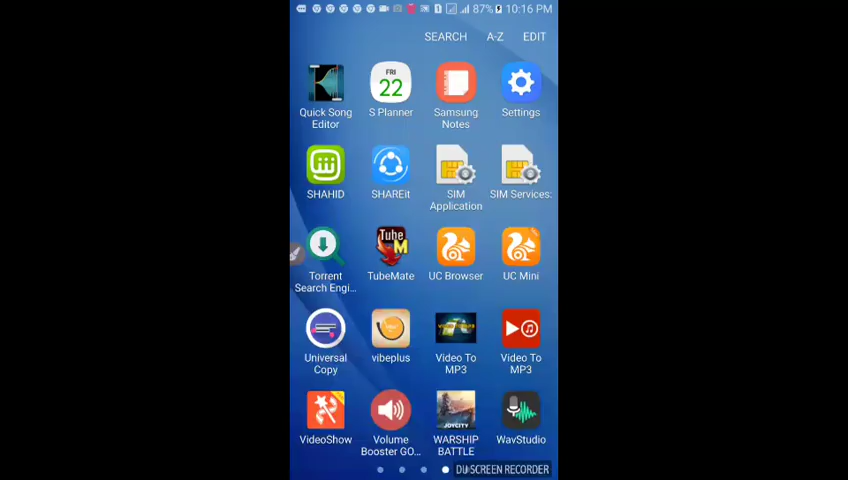 87% 10:16 PM
SEARCH A-Z EDIT
FRI
22
Quick Song
Editor
S Planner
Samsung
Notes
Settings
SHAHID
SHAREit
SIM
Application
SIM Services:
Tube
M
Torrent
Search Engi...
TubeMate
UC Browser
UC Mini
Universal
Copy
vibeplus
Video To
MP3
Video To
MP3
JOYCITY
VideoShow
Volume
Booster GO...
WARSHIP
BATTLE
WavStudio
DU SCREEN RECORDER